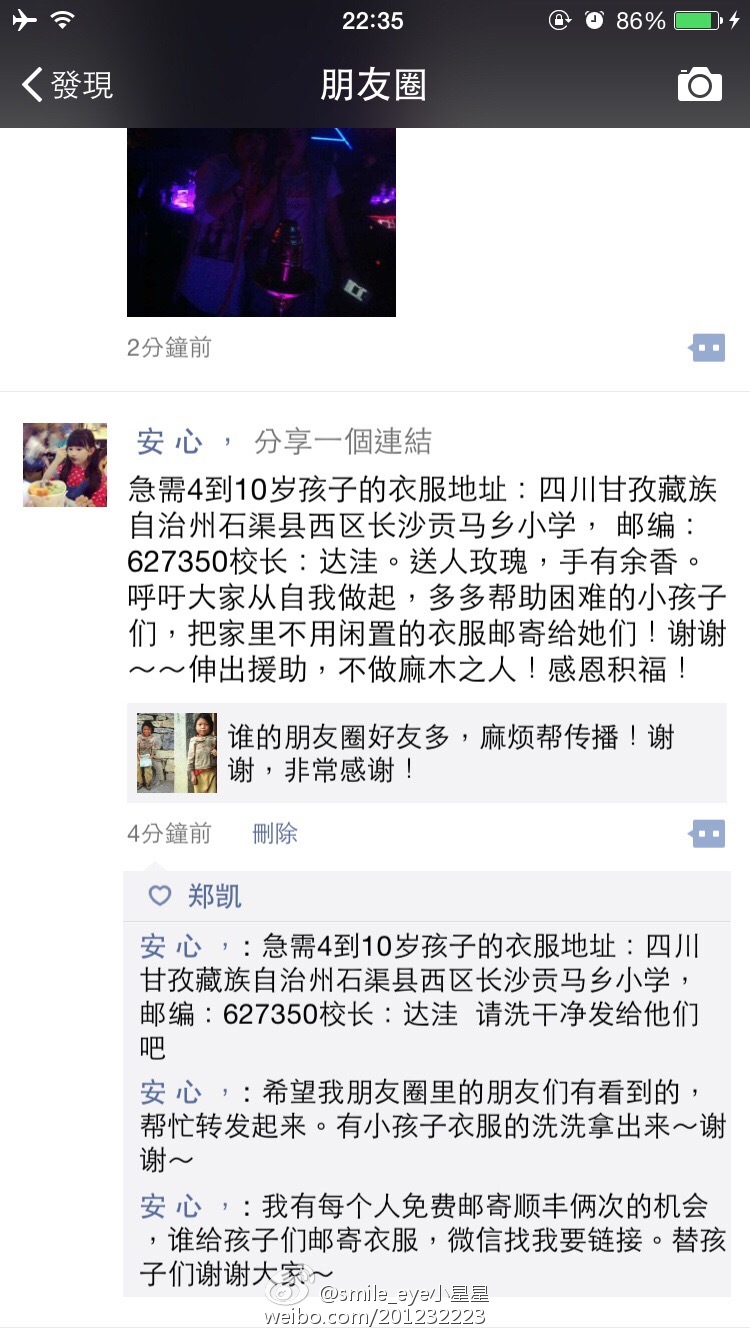 22:35
86%
發現
朋友圈
2分鐘前
安 心 , 分享一個連結
急需4到10岁孩子的衣服地址：四川甘孜藏族
自治州石渠县西区长沙贡马乡小学， 邮编：
627350校长：达洼。送人玫瑰，手有余香。
呼吁大家从自我做起，多多帮助困难的小孩子
们，把家里不用闲置的衣服邮寄给她们！谢谢
～～伸出援助，不做麻木之人！感恩积福！
谁的朋友圈好友多，麻烦帮传播！谢
谢，非常感谢！
4分鐘前 刪除
郑凯
安 心 ,：急需4到10岁孩子的衣服地址：四川
甘孜藏族自治州石渠县西区长沙贡马乡小学，
邮编：627350校长：达洼 请洗干净发给他们
吧
安 心 ,：希望我朋友圈里的朋友们有看到的，
帮忙转发起来。有小孩子衣服的洗洗拿出来～谢
谢～
安 心 ,：我有每个人免费邮寄顺丰俩次的机会
，谁给孩子们邮寄衣服，微信找我要链接。替孩
子们谢谢大家～
@smile_eye小星星
weibo.com/201232223